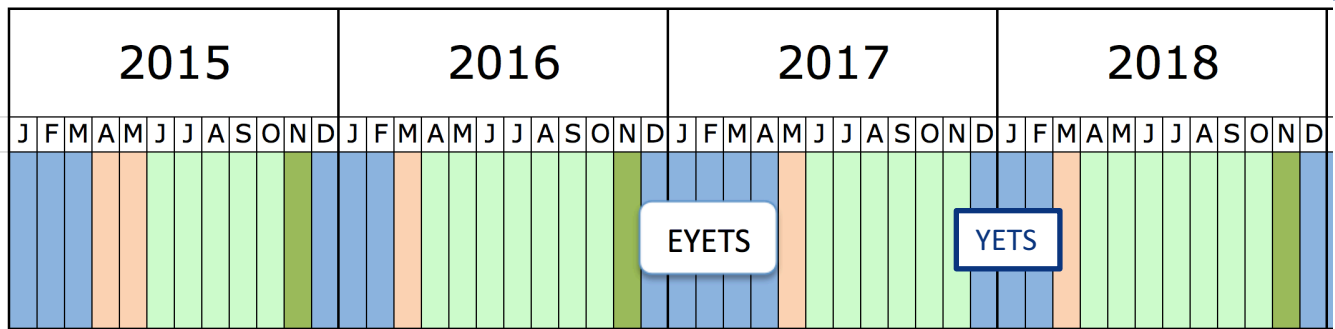 2015 2016 2017 2018
J F M A M J J A S O N D J F M A M J J A S O N D J F M A M J J A S O N D J F M A M J J A S O N D
EYETS YETS